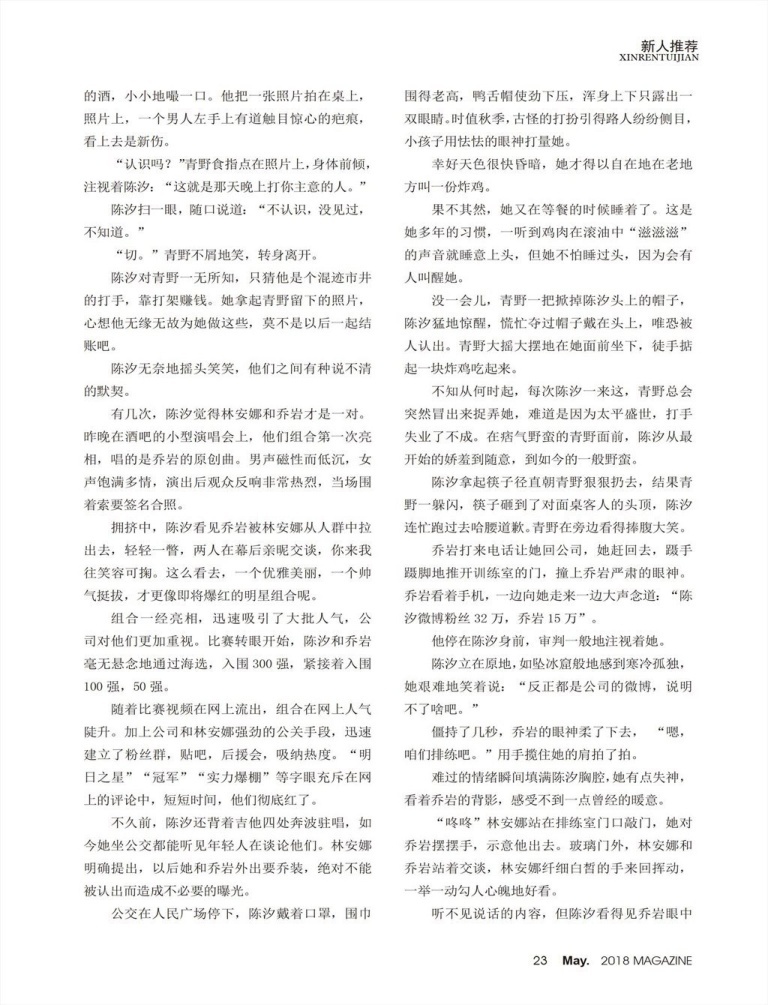 新人推荐
XINRENTUIJIAN
的酒，小小地嘬一口。他把一张照片拍在桌上，
照片上，一个男人左手上有道触目惊心的疤痕，
看上去是新伤。
“认识吗？”青野食指点在照片上，身体前倾，
注视着陈汐：“这就是那天晚上打你主意的人。”
陈汐扫一眼，随口说道：“不认识，没见过，
不知道。”
“切。”青野不屑地笑，转身离开。
陈汐对青野一无所知，只猜他是个混迹市井
的打手，靠打架赚钱。她拿起青野留下的照片，
心想他无缘无故为她做这些，莫不是以后一起结
账吧。
陈汐无奈地摇头笑笑，他们之间有种说不清
的默契。
有几次，陈汐觉得林安娜和乔岩才是一对。
昨晚在酒吧的小型演唱会上，他们组合第一次亮
相，唱的是乔岩的原创曲。男声磁性而低沉，女
声饱满多情，演出后观众反响非常热烈，当场围
着索要签名合照。
拥挤中，陈汐看见乔岩被林安娜从人群中拉
出去，轻轻一瞥，两人在幕后亲昵交谈，你来我
往笑容可掬。这么看去，一个优雅美丽，一个帅
气挺拔，才更像即将爆红的明星组合呢。
组合一经亮相，迅速吸引了大批人气，公
司对他们更加重视。比赛转眼开始，陈汐和乔岩
毫无悬念地通过海选，入围 300 强，紧接着入围
100 强，50 强。
随着比赛视频在网上流出，组合在网上人气
陡升。加上公司和林安娜强劲的公关手段，迅速
建立了粉丝群，贴吧，后援会，吸纳热度。“明
日之星”“冠军”“实力爆棚”等字眼充斥在网
上的评论中，短短时间，他们彻底红了。
不久前，陈汐还背着吉他四处奔波驻唱，如
今她坐公交都能听见年轻人在谈论他们。林安娜
明确提出，以后她和乔岩外出要乔装，绝对不能
被认出而造成不必要的曝光。
公交在人民广场停下，陈汐戴着口罩，围巾
围得老高，鸭舌帽使劲下压，浑身上下只露出一
双眼睛。时值秋季，古怪的打扮引得路人纷纷侧目，
小孩子用怯怯的眼神打量她。
幸好天色很快昏暗，她才得以自在地在老地
方叫一份炸鸡。
果不其然，她又在等餐的时候睡着了。这是
她多年的习惯，一听到鸡肉在滚油中“滋滋滋”
的声音就睡意上头，但她不怕睡过头，因为会有
人叫醒她。
没一会儿，青野一把掀掉陈汐头上的帽子，
陈汐猛地惊醒，慌忙夺过帽子戴在头上，唯恐被
人认出。青野大摇大摆地在她面前坐下，徒手掂
起一块炸鸡吃起来。
不知从何时起，每次陈汐一来这，青野总会
突然冒出来捉弄她，难道是因为太平盛世，打手
失业了不成。在痞气野蛮的青野面前，陈汐从最
开始的娇羞到随意，到如今的一般野蛮。
陈汐拿起筷子径直朝青野狠狠扔去，结果青
野一躲闪，筷子砸到了对面桌客人的头顶，陈汐
连忙跑过去哈腰道歉。青野在旁边看得捧腹大笑。
乔岩打来电话让她回公司，她赶回去，蹑手
蹑脚地推开训练室的门，撞上乔岩严肃的眼神。
乔岩看着手机，一边向她走来一边大声念道：“陈
汐微博粉丝 32 万，乔岩 15 万”。
他停在陈汐身前，审判一般地注视着她。
陈汐立在原地，如坠冰窟般地感到寒冷孤独，
她艰难地笑着说：“反正都是公司的微博，说明
不了啥吧。”
僵持了几秒，乔岩的眼神柔了下去， “嗯，
咱们排练吧。”用手揽住她的肩拍了拍。
难过的情绪瞬间填满陈汐胸腔，她有点失神，
看着乔岩的背影，感受不到一点曾经的暖意。
“咚咚”林安娜站在排练室门口敲门，她对
乔岩摆摆手，示意他出去。玻璃门外，林安娜和
乔岩站着交谈，林安娜纤细白皙的手来回挥动，
一举一动勾人心魄地好看。
听不见说话的内容，但陈汐看得见乔岩眼中
23 May. 2018 MAGAZINE